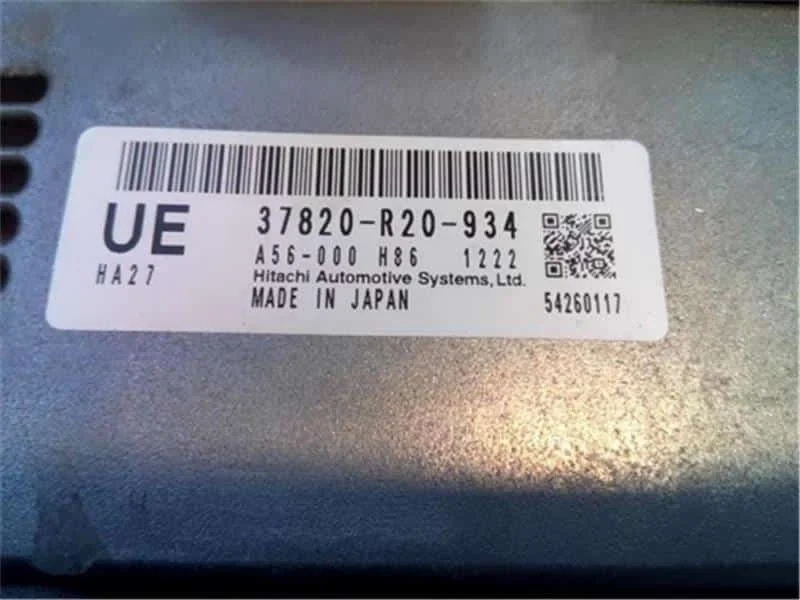 UE 37820-R20-934
A56-000 H86 1222
HA27
Hitachi Automotive Systems, Ltd.
MADE IN JAPAN
54260117